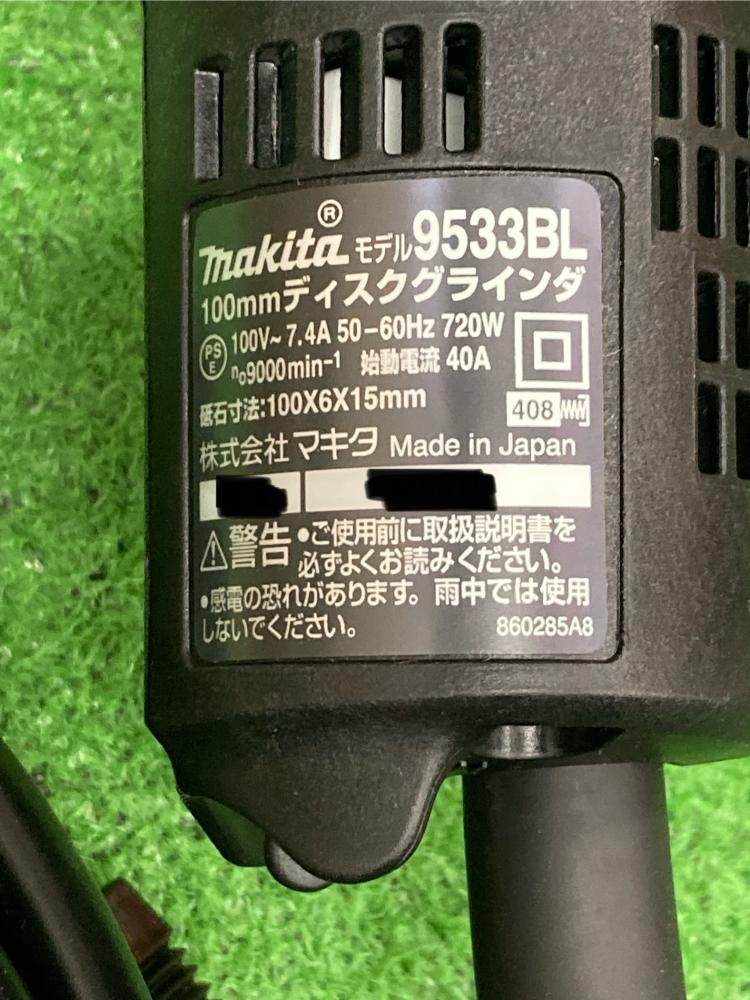 makita® モデル9533BL
100mmディスクグラインダ
PS E 100V~ 7.4A 50-60Hz 720W
n₀9000min⁻¹ 始動電流 40A
砥石寸法:100X6X15mm
408
株式会社 マキタ Made in Japan
⚠警告 •ご使用前に取扱説明書を
必ずよくお読みください。
•感電の恐れがあります。雨中では使用
しないでください。
860285A8